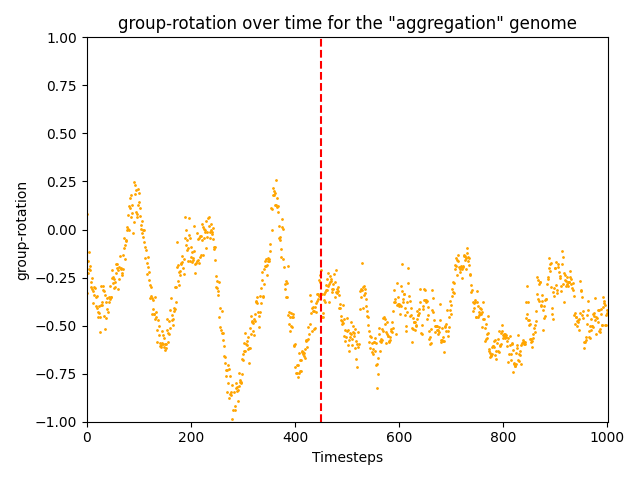 group-rotation over time for the "aggregation" genome
1.00
0.75
0.50
0.25
0.00
−0.25
−0.50
−0.75
−1.00
group-rotation
0 200 400 600 800 1000
Timesteps